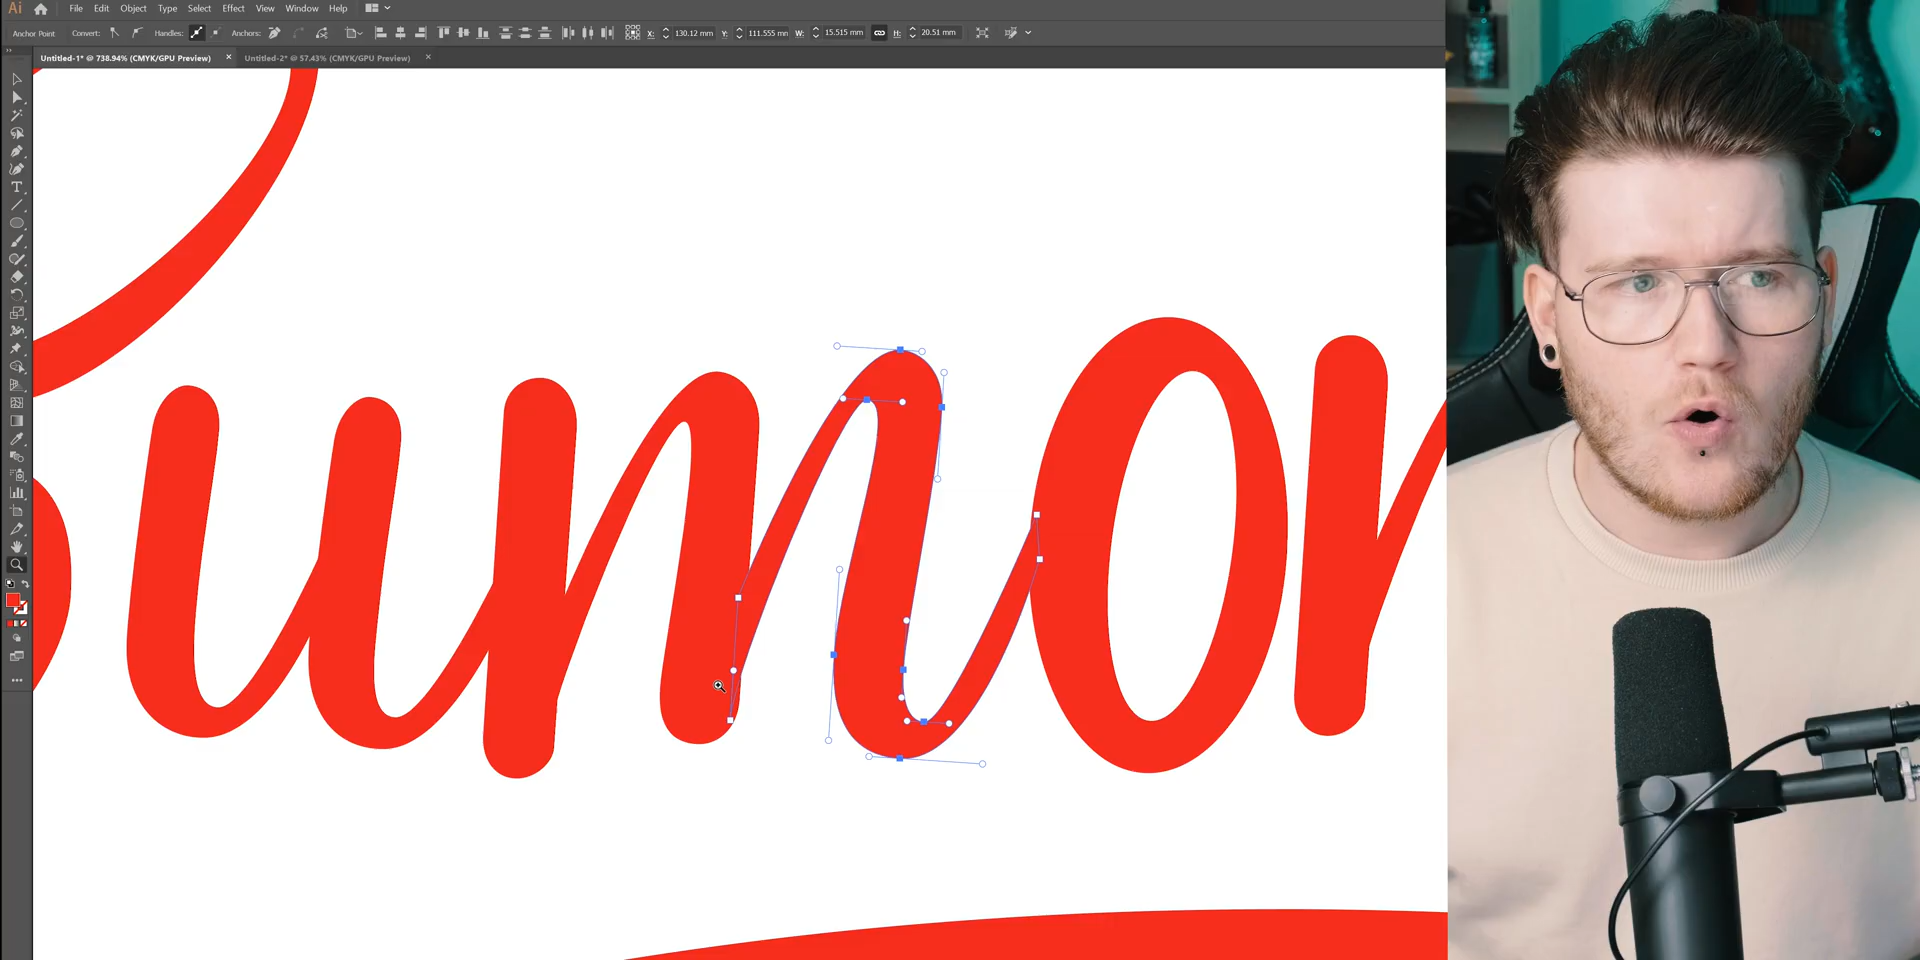 Ai File Edit Object Type Select Effect View Window Help
Anchor Point Convert: Handles: Anchors: X: 130.12 mm Y: 111.555 mm W: 15.515 mm H: 20.51 mm
Untitled-1* @ 738.94% (CMYK/GPU Preview) × Untitled-2* @ 57.43% (CMYK/GPU Preview) ×